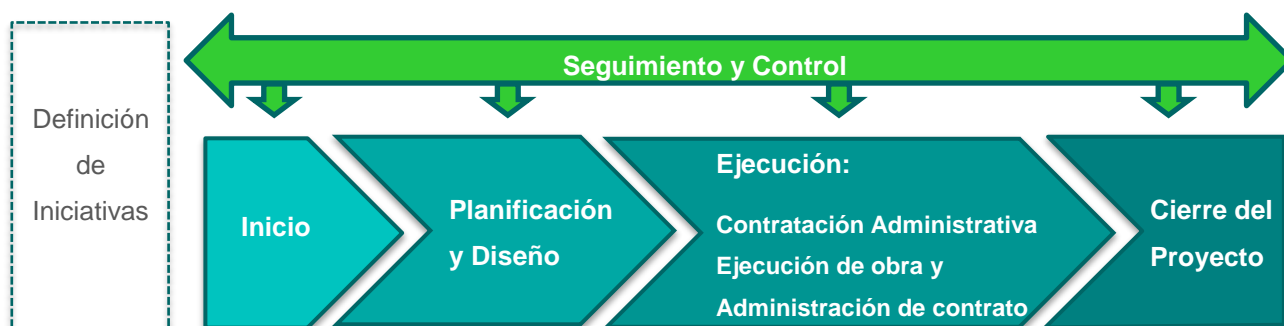 Definición
de
Iniciativas
Seguimiento y Control
Inicio
Planificación
y Diseño
Ejecución:
Contratación Administrativa
Ejecución de obra y
Administración de contrato
Cierre del
Proyecto